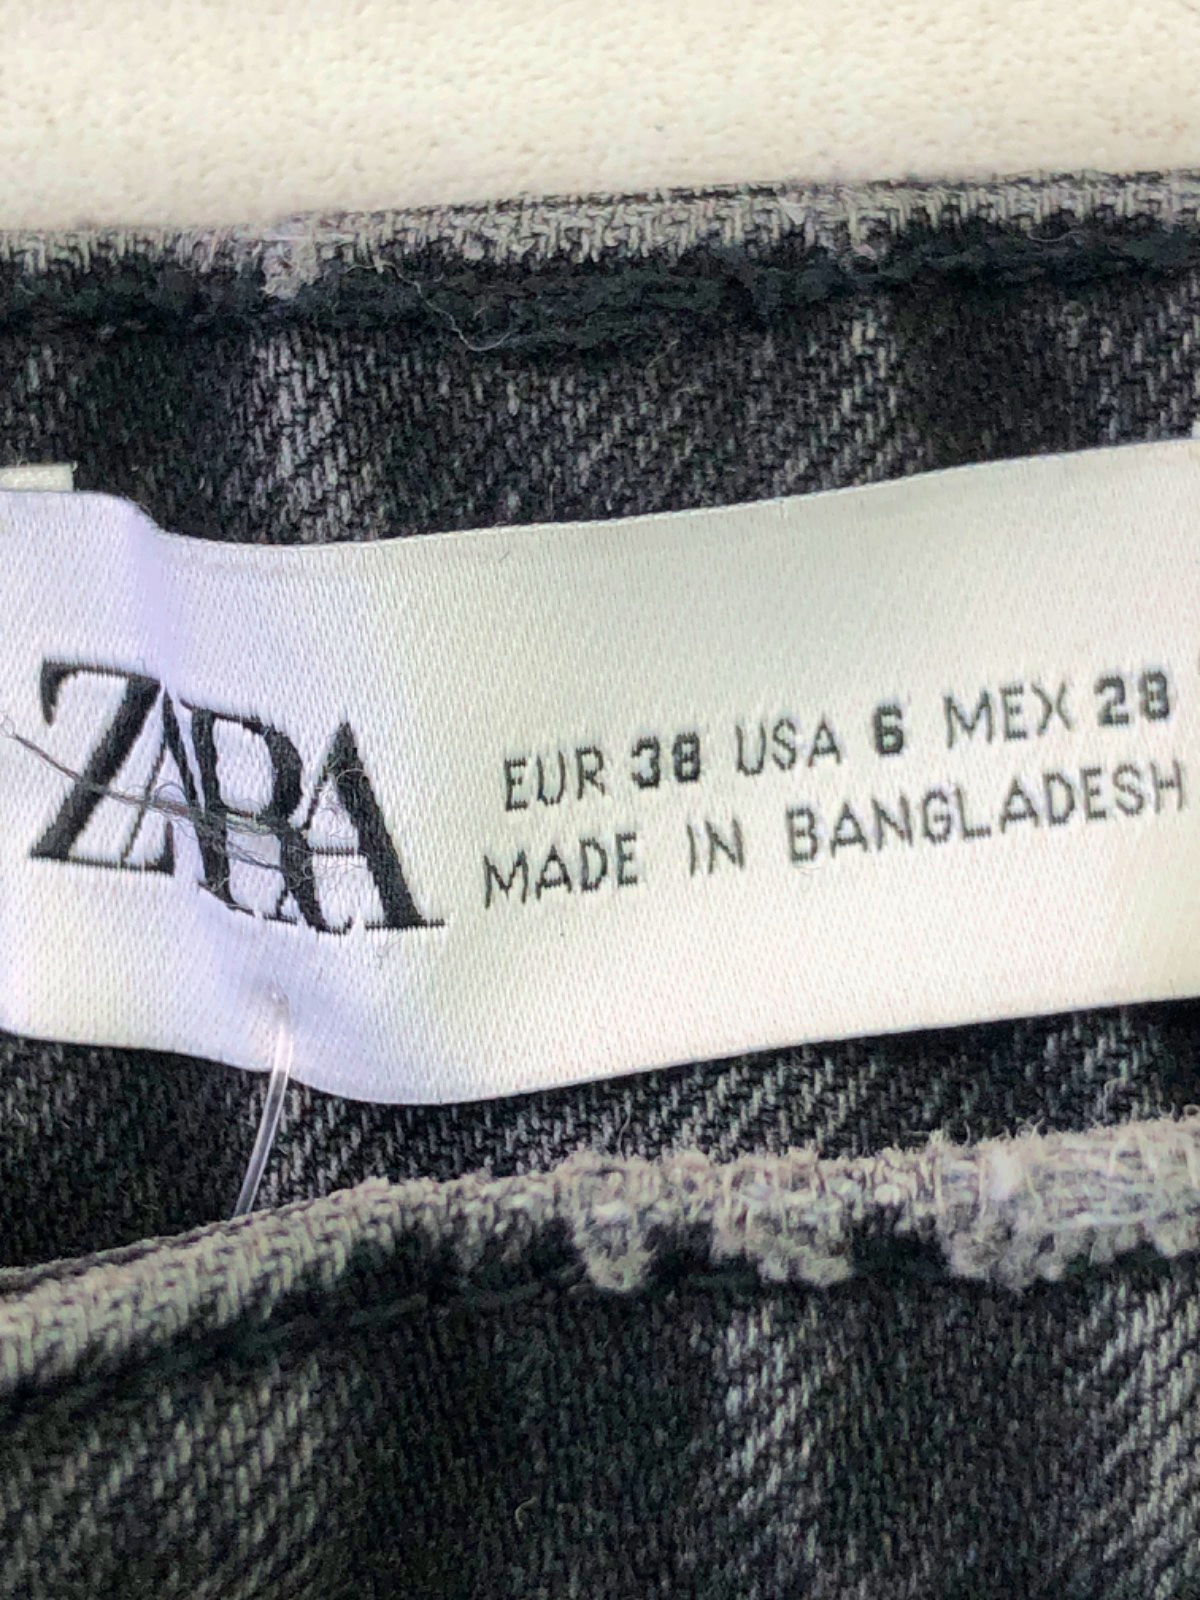 ZARA
EUR 38 USA 6 MEX 28
MADE IN BANGLADESH